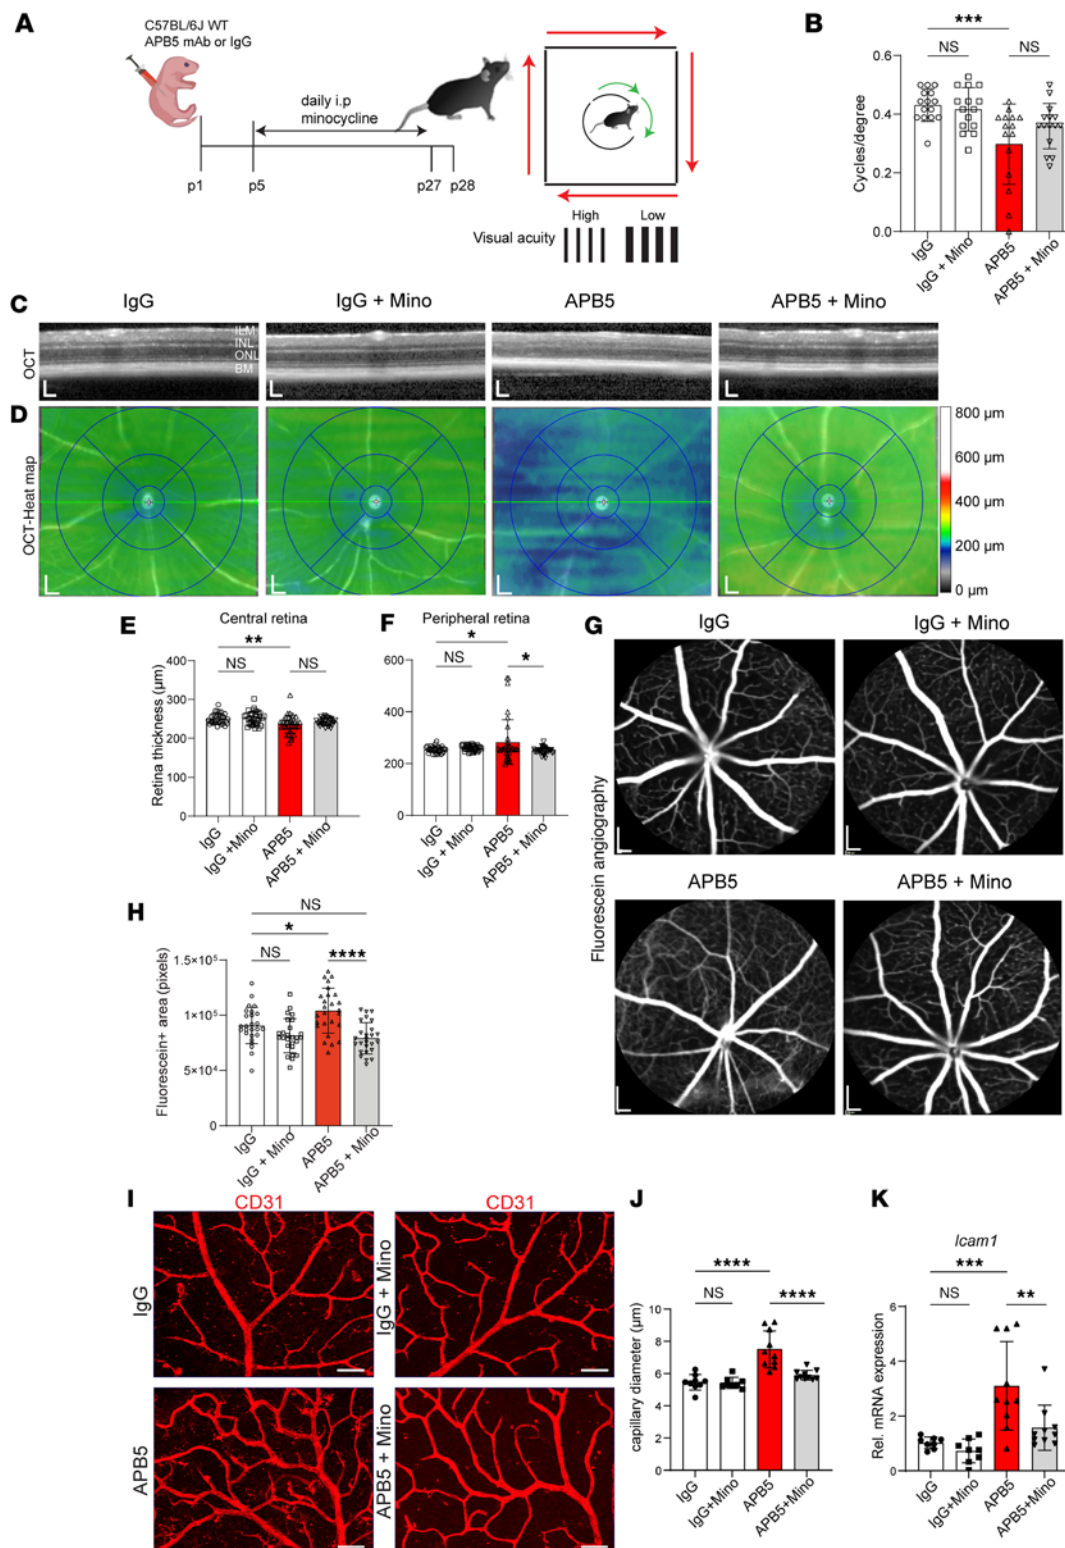 A
C57BL/6J WT
APB5 mAb or IgG
daily i.p
minocycline
p1
p5
p27
p28
High
Low
Visual acuity
B
***
NS
NS
Cycles/degree
0.6
0.4
0.2
0.0
IgG
IgG + Mino
APB5
APB5 + Mino
C
IgG
IgG + Mino
APB5
APB5 + Mino
OCT
ILM
INL
ONL
BM
D
OCT-Heat map
800 µm
600 µm
400 µm
200 µm
0 µm
E
Central retina
**
NS
NS
Retina thickness (µm)
400
300
200
100
0
IgG
IgG +Mino
APB5
APB5 + Mino
F
Peripheral retina
*
NS
*
600
400
200
0
IgG
IgG + Mino
APB5
APB5 + Mino
G
IgG
IgG + Mino
APB5
APB5 + Mino
Fluorescein angiography
H
NS
*
NS
****
Fluorescein+ area (pixels)
1.5×10⁵
1×10⁵
5×10⁴
0
IgG
IgG + Mino
APB5
APB5 + Mino
I
CD31
CD31
IgG
IgG + Mino
APB5
APB5 + Mino
J
****
NS
****
capillary diameter (µm)
10
8
6
4
2
0
IgG
IgG+Mino
APB5
APB5+Mino
K
Icam1
***
NS
**
Rel. mRNA expression
6
4
2
0
IgG
IgG+Mino
APB5
APB5+Mino